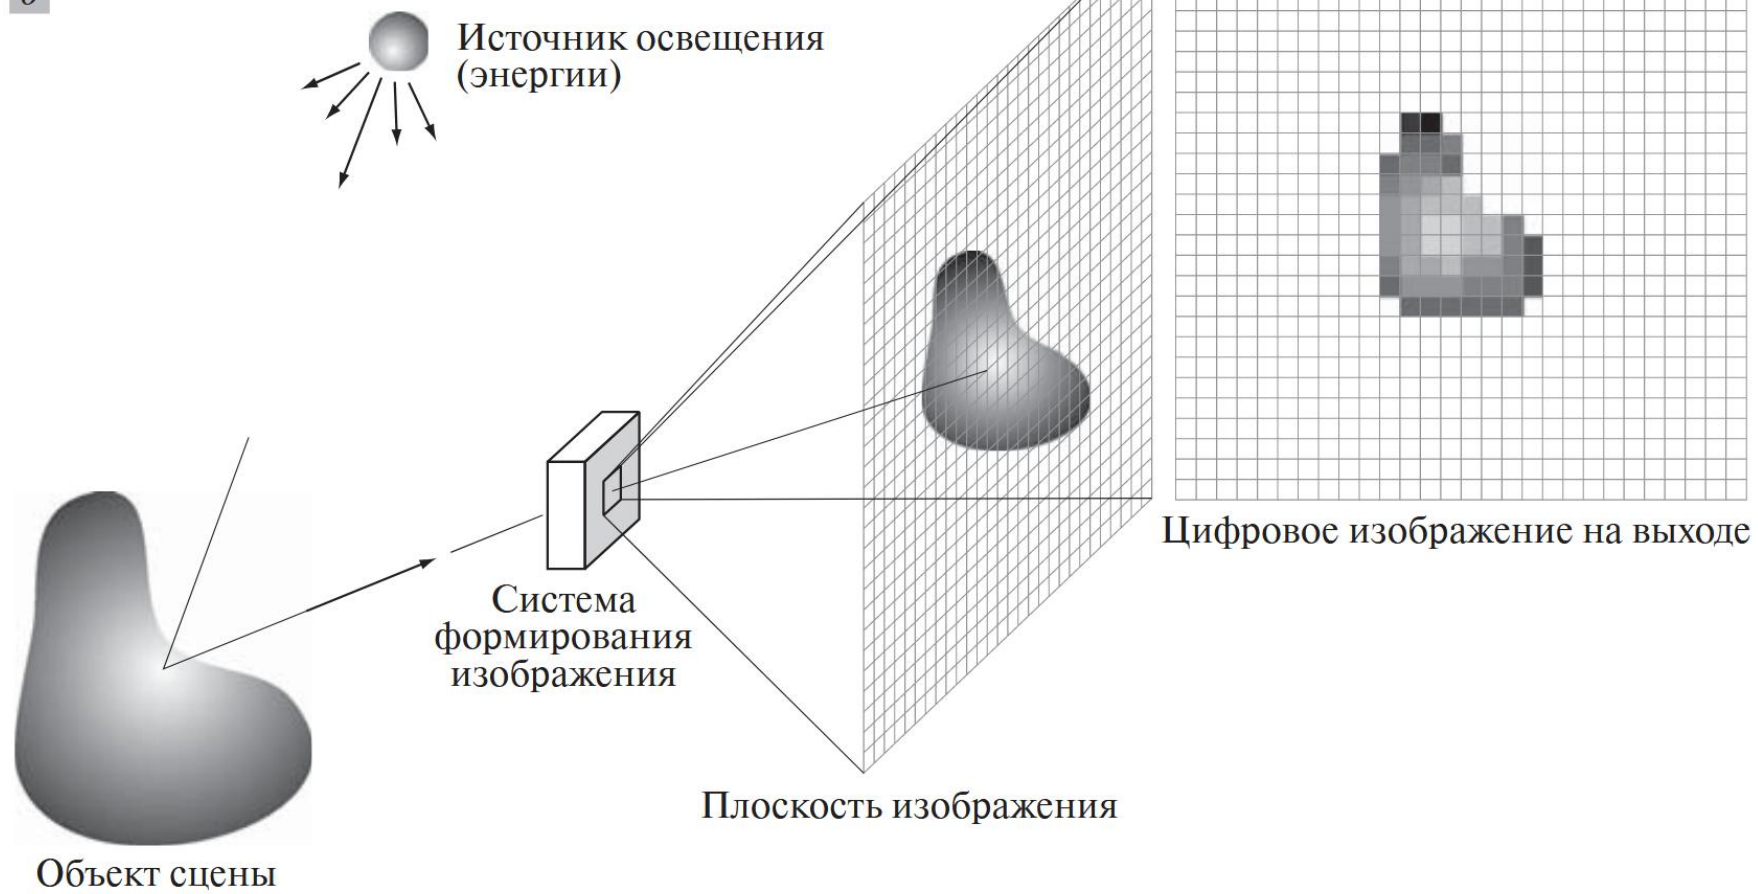 Источник освещения
(энергии)
Цифровое изображение на выходе
Система
формирования
изображения
Плоскость изображения
Объект сцены